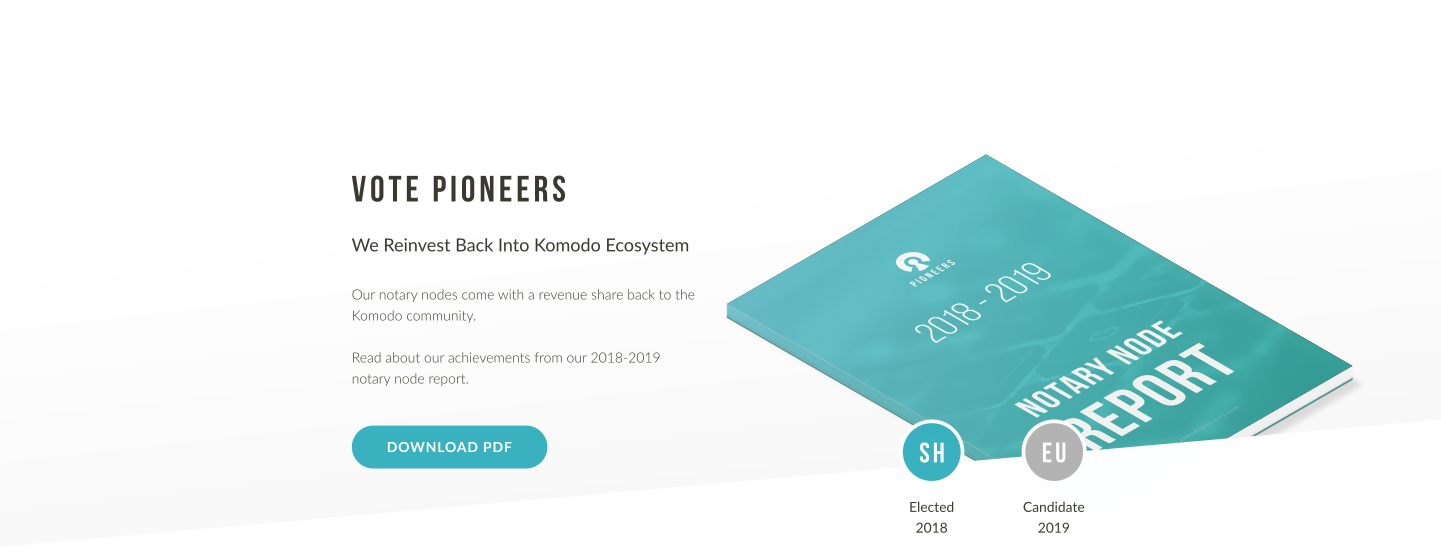 VOTE PIONEERS
We Reinvest Back Into Komodo Ecosystem
Our notary nodes come with a revenue share back to the
Komodo community.
Read about our achievements from our 2018-2019
notary node report.
DOWNLOAD PDF
PIONEERS
2018 - 2019
NOTARY NODE
REPORT
SH
Elected
2018
EU
Candidate
2019